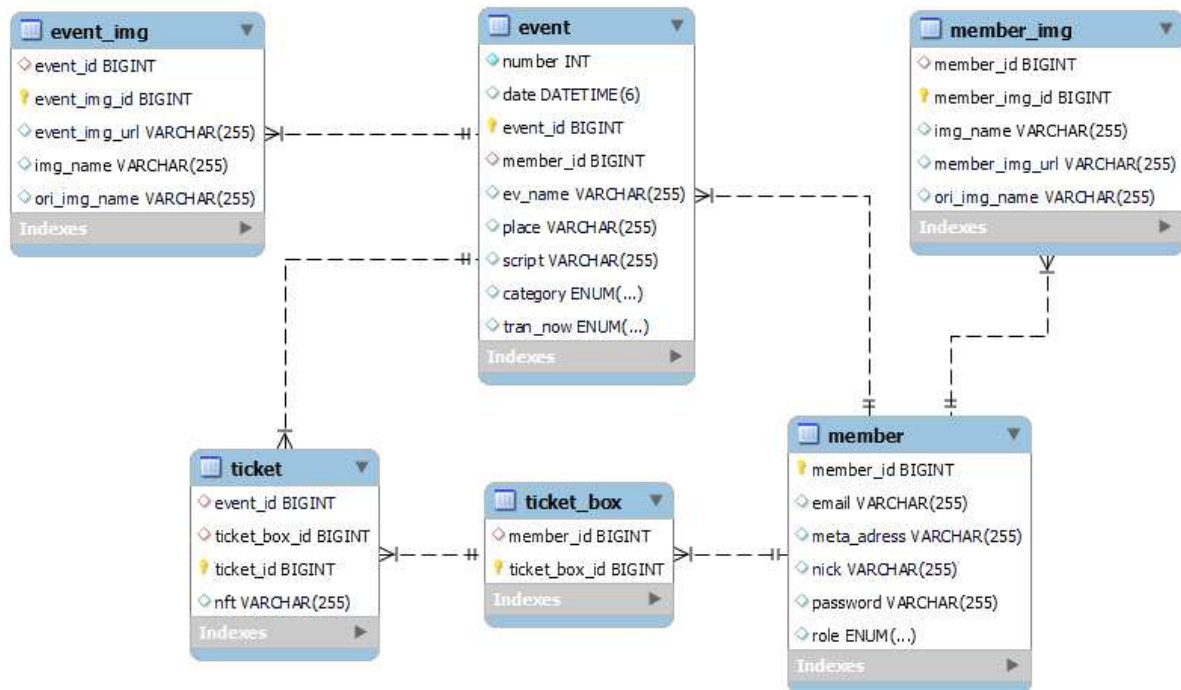 event_img
event_id BIGINT
event_img_id BIGINT
event_img_url VARCHAR(255)
img_name VARCHAR(255)
ori_img_name VARCHAR(255)
Indexes
event
number INT
date DATETIME(6)
event_id BIGINT
member_id BIGINT
ev_name VARCHAR(255)
place VARCHAR(255)
script VARCHAR(255)
category ENUM(...)
tran_now ENUM(...)
Indexes
member_img
member_id BIGINT
member_img_id BIGINT
img_name VARCHAR(255)
member_img_url VARCHAR(255)
ori_img_name VARCHAR(255)
Indexes
ticket
event_id BIGINT
ticket_box_id BIGINT
ticket_id BIGINT
nft VARCHAR(255)
Indexes
ticket_box
member_id BIGINT
ticket_box_id BIGINT
Indexes
member
member_id BIGINT
email VARCHAR(255)
meta_adress VARCHAR(255)
nick VARCHAR(255)
password VARCHAR(255)
role ENUM(...)
Indexes